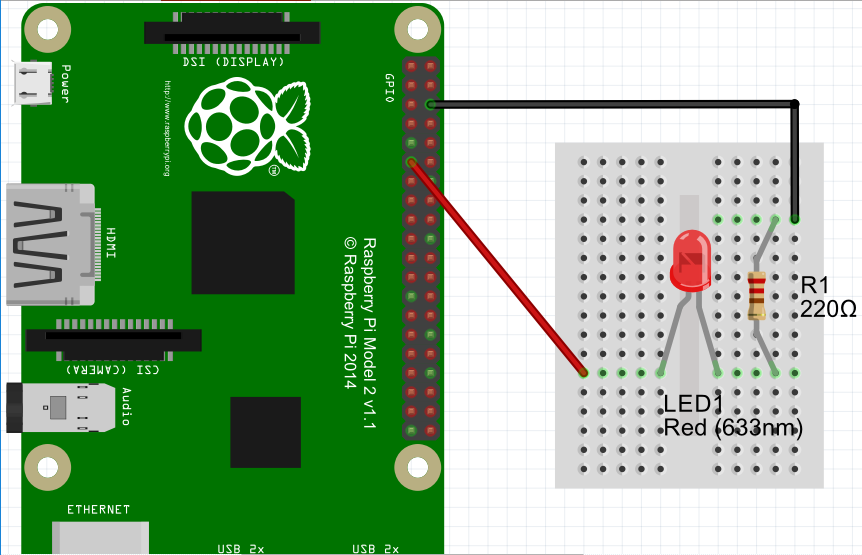 DSI (DISPLAY)
GPIO
Power
http://www.raspberrypi.org
TM
HDMI
Raspberry Pi Model 2 v1.1
© Raspberry Pi 2014
R1
220Ω
CSI (CAMERA)
Audio
LED1
Red (633nm)
ETHERNET
USB 2x
USB 2x